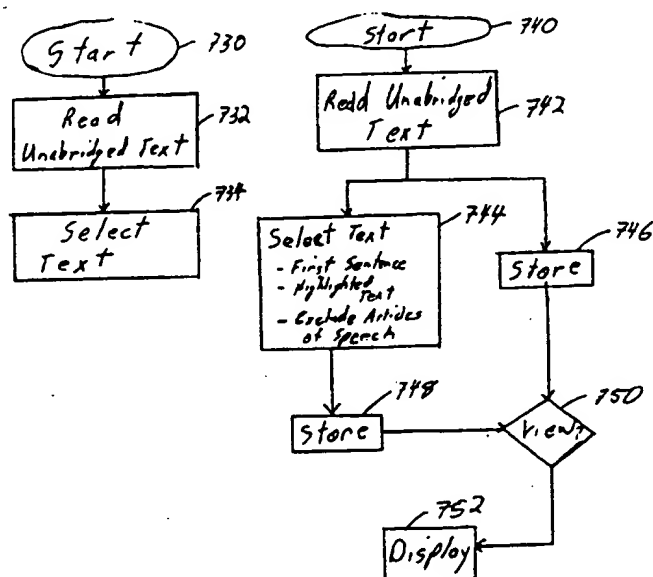 Start
730
Read
Unabridged Text
732
Select
Text
734
Start
740
Read Unabridged
Text
742
Select Text
- First Sentence
- Highlighted
Text
- Exclude Articles
of Speech
744
Store
746
Store
748
View?
750
Display
752